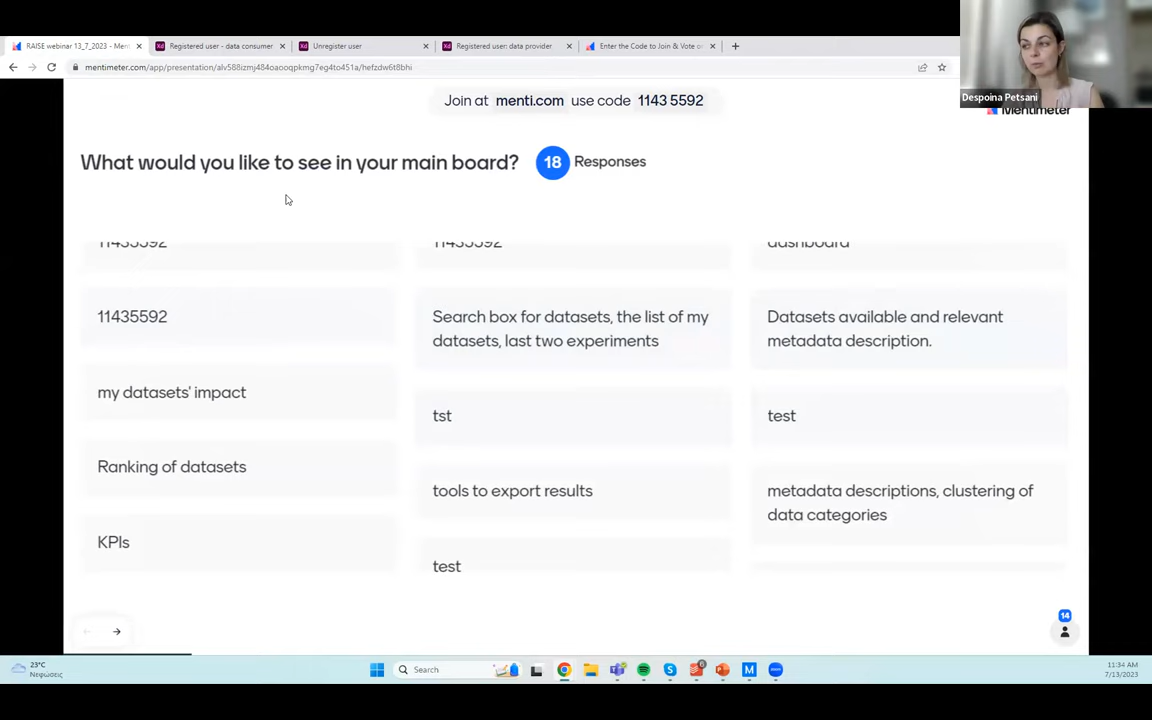 RAISE webinar 13_7_2023 - Men
Registered user - data consumer
Unregister user
Registered user: data provider
Enter the Code to Join & Vote o
mentimeter.com/app/presentation/alv588izmj484oaooqpkmg7eg4to451a/hefzdw6t8bhi
Despoina Petsani
Join at menti.com use code 1143 5592
Mentimeter
What would you like to see in your main board?
18 Responses
11435592
11435592
dashboard
11435592
Search box for datasets, the list of my
datasets, last two experiments
Datasets available and relevant
metadata description.
my datasets' impact
tst
test
Ranking of datasets
tools to export results
metadata descriptions, clustering of
data categories
KPIs
test
14
23°C
Νεφώσεις
Search
6
11:34 AM
7/13/2023